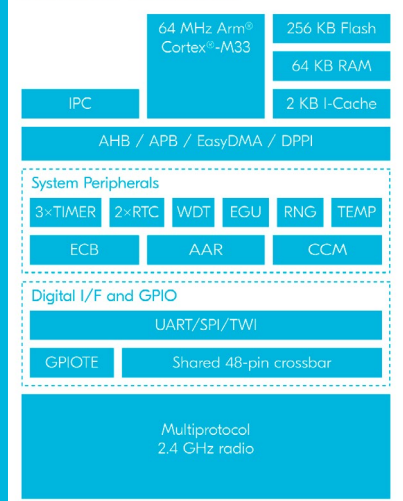 64 MHz Arm®
Cortex®-M33
256 KB Flash
64 KB RAM
IPC
2 KB I-Cache
AHB / APB / EasyDMA / DPPI
System Peripherals
3×TIMER 2×RTC WDT EGU RNG TEMP
ECB AAR CCM
Digital I/F and GPIO
UART/SPI/TWI
GPIOTE Shared 48-pin crossbar
Multiprotocol
2.4 GHz radio